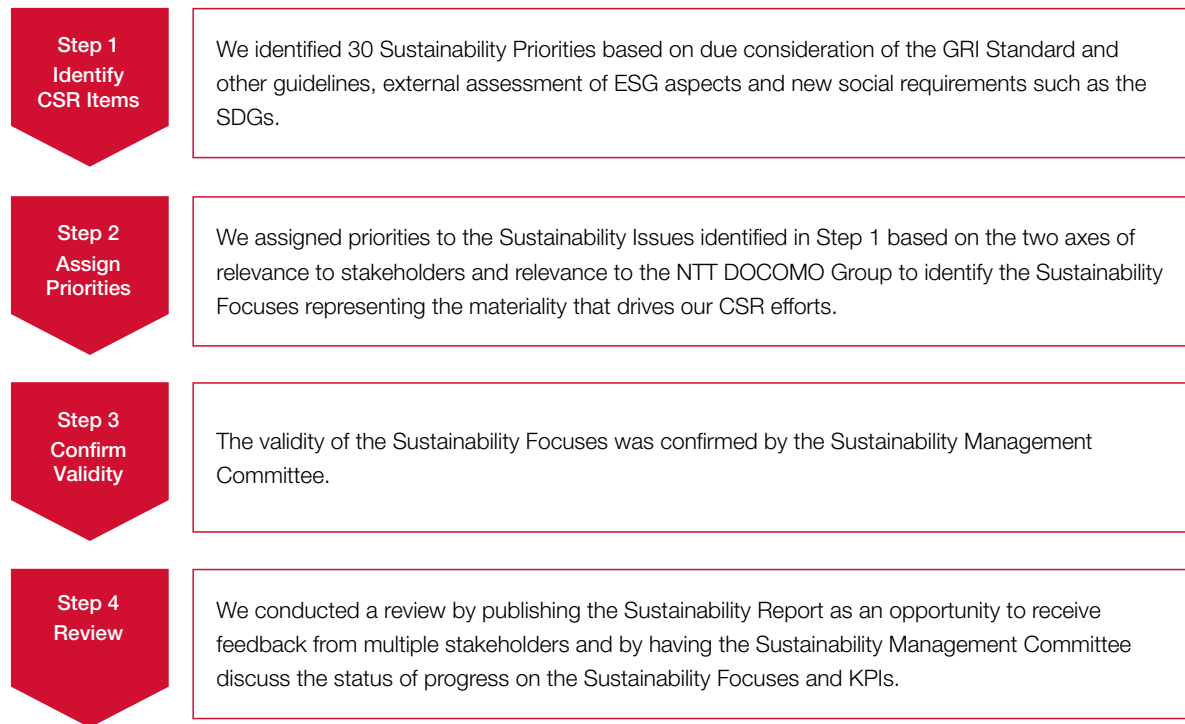 Step 1
Identify
CSR Items
We identified 30 Sustainability Priorities based on due consideration of the GRI Standard and
other guidelines, external assessment of ESG aspects and new social requirements such as the
SDGs.
Step 2
Assign
Priorities
We assigned priorities to the Sustainability Issues identified in Step 1 based on the two axes of
relevance to stakeholders and relevance to the NTT DOCOMO Group to identify the Sustainability
Focuses representing the materiality that drives our CSR efforts.
Step 3
Confirm
Validity
The validity of the Sustainability Focuses was confirmed by the Sustainability Management
Committee.
Step 4
Review
We conducted a review by publishing the Sustainability Report as an opportunity to receive
feedback from multiple stakeholders and by having the Sustainability Management Committee
discuss the status of progress on the Sustainability Focuses and KPIs.